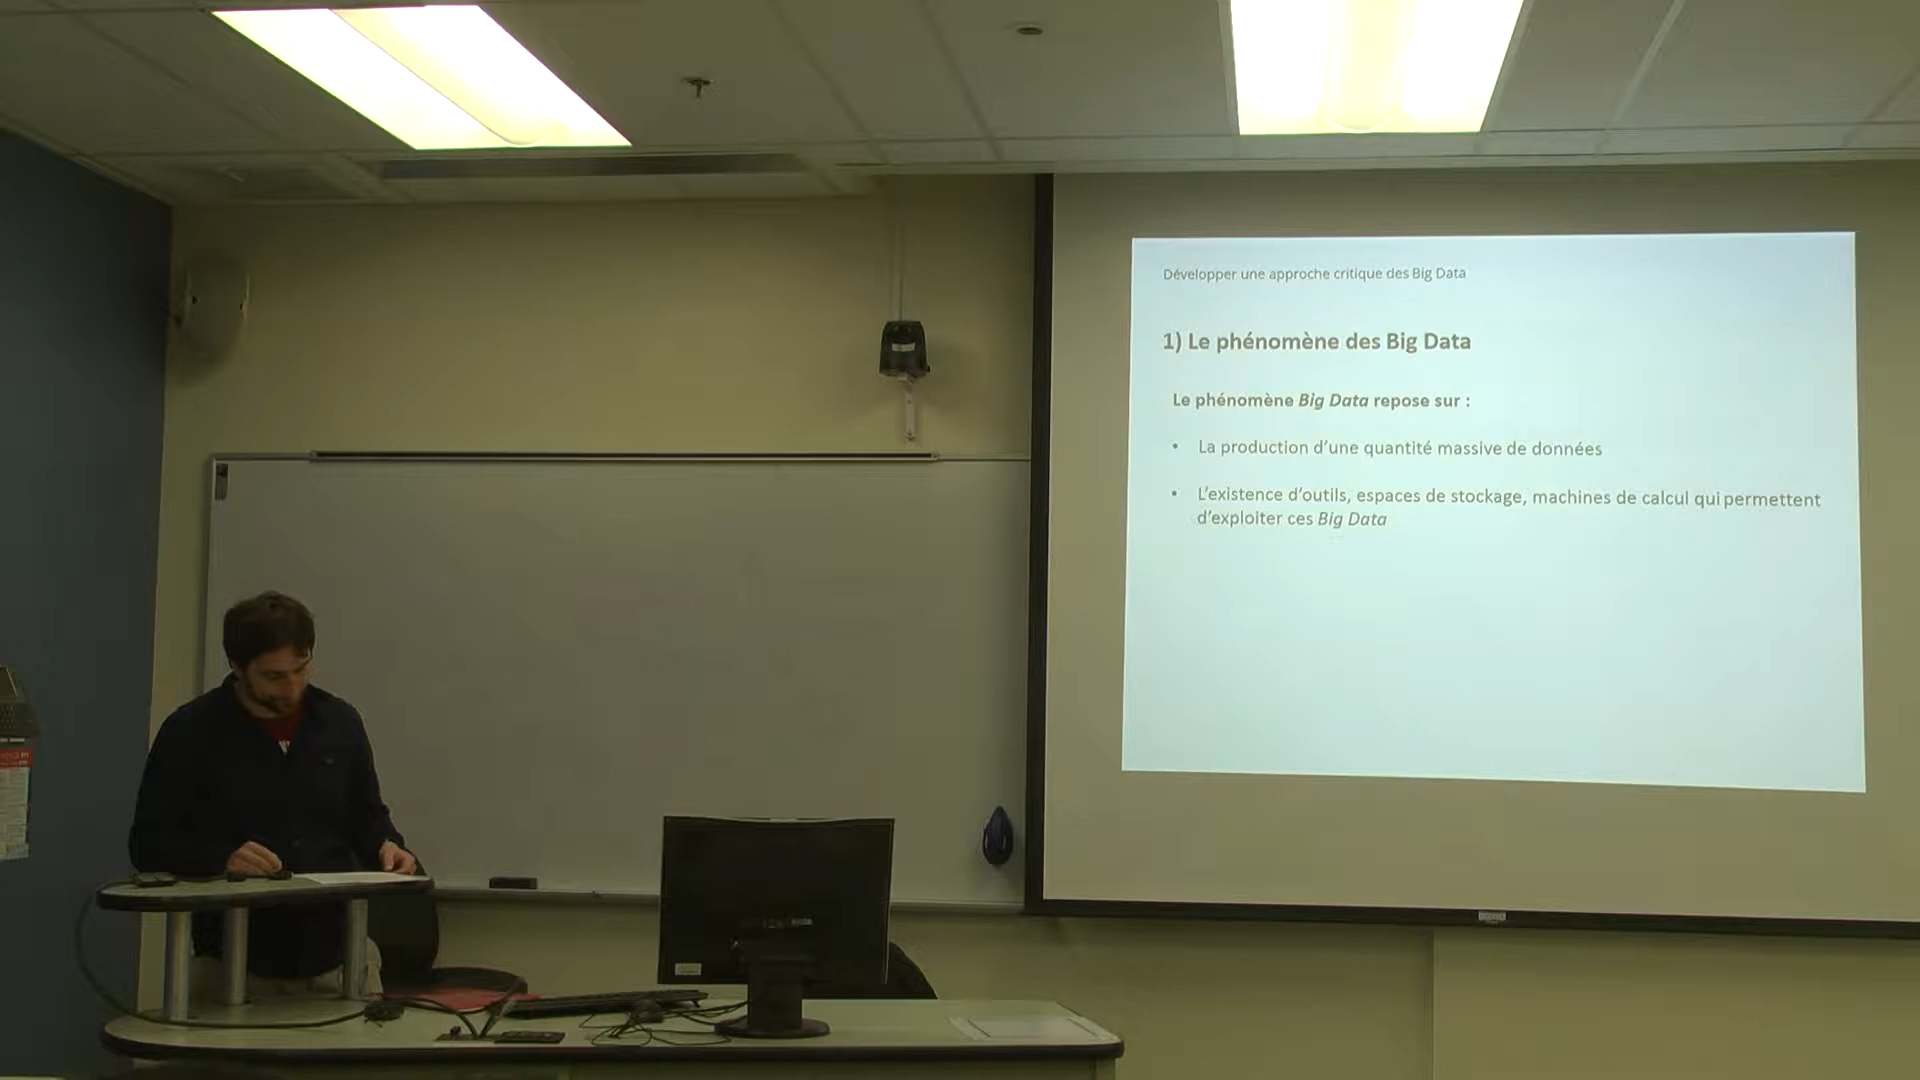 Développer une approche critique des Big Data
1) Le phénomène des Big Data
Le phénomène Big Data repose sur :
• La production d’une quantité massive de données
• L’existence d’outils, espaces de stockage, machines de calcul qui permettent
d’exploiter ces Big Data